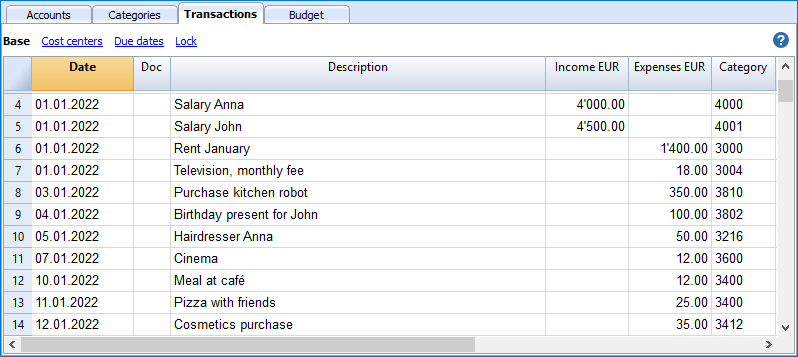 Accounts Categories Transactions Budget
Base Cost centers Due dates Lock ?
Date Doc Description Income EUR Expenses EUR Category
4 01.01.2022 Salary Anna 4'000.00 4000
5 01.01.2022 Salary John 4'500.00 4001
6 01.01.2022 Rent January 1'400.00 3000
7 01.01.2022 Television, monthly fee 18.00 3004
8 03.01.2022 Purchase kitchen robot 350.00 3810
9 04.01.2022 Birthday present for John 100.00 3802
10 05.01.2022 Hairdresser Anna 50.00 3216
11 07.01.2022 Cinema 12.00 3600
12 10.01.2022 Meal at café 12.00 3400
13 11.01.2022 Pizza with friends 25.00 3400
14 12.01.2022 Cosmetics purchase 35.00 3412